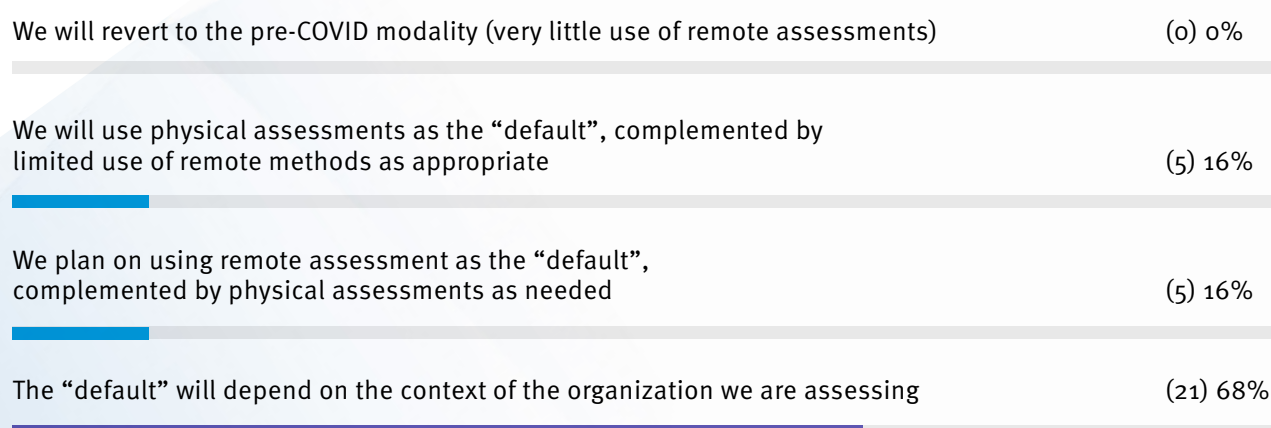 We will revert to the pre-COVID modality (very little use of remote assessments) (0) 0%
We will use physical assessments as the “default”, complemented by
limited use of remote methods as appropriate (5) 16%
We plan on using remote assessment as the “default”,
complemented by physical assessments as needed (5) 16%
The “default” will depend on the context of the organization we are assessing (21) 68%